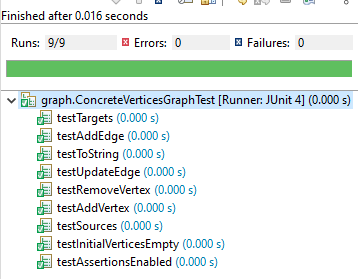 Finished after 0.016 seconds
Runs: 9/9 Errors: 0 Failures: 0
graph.ConcreteVerticesGraphTest [Runner: JUnit 4] (0.000 s)
testTargets (0.000 s)
testAddEdge (0.000 s)
testToString (0.000 s)
testUpdateEdge (0.000 s)
testRemoveVertex (0.000 s)
testAddVertex (0.000 s)
testSources (0.000 s)
testInitialVerticesEmpty (0.000 s)
testAssertionsEnabled (0.000 s)